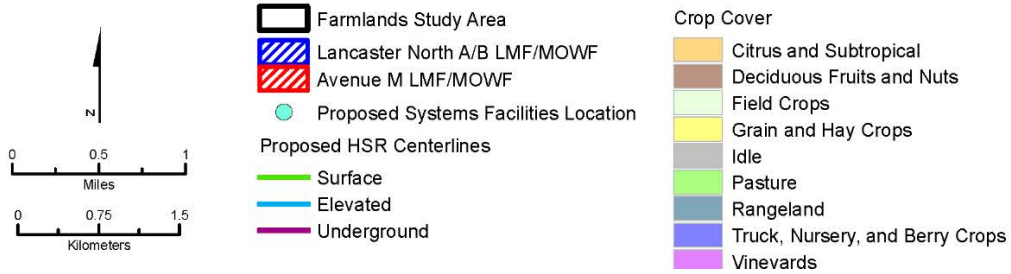 N
0 0.5 1
Miles
0 0.75 1.5
Kilometers
Farmlands Study Area
Lancaster North A/B LMF/MOWF
Avenue M LMF/MOWF
Proposed Systems Facilities Location
Proposed HSR Centerlines
Surface
Elevated
Underground
Crop Cover
Citrus and Subtropical
Deciduous Fruits and Nuts
Field Crops
Grain and Hay Crops
Idle
Pasture
Rangeland
Truck, Nursery, and Berry Crops
Vineyards